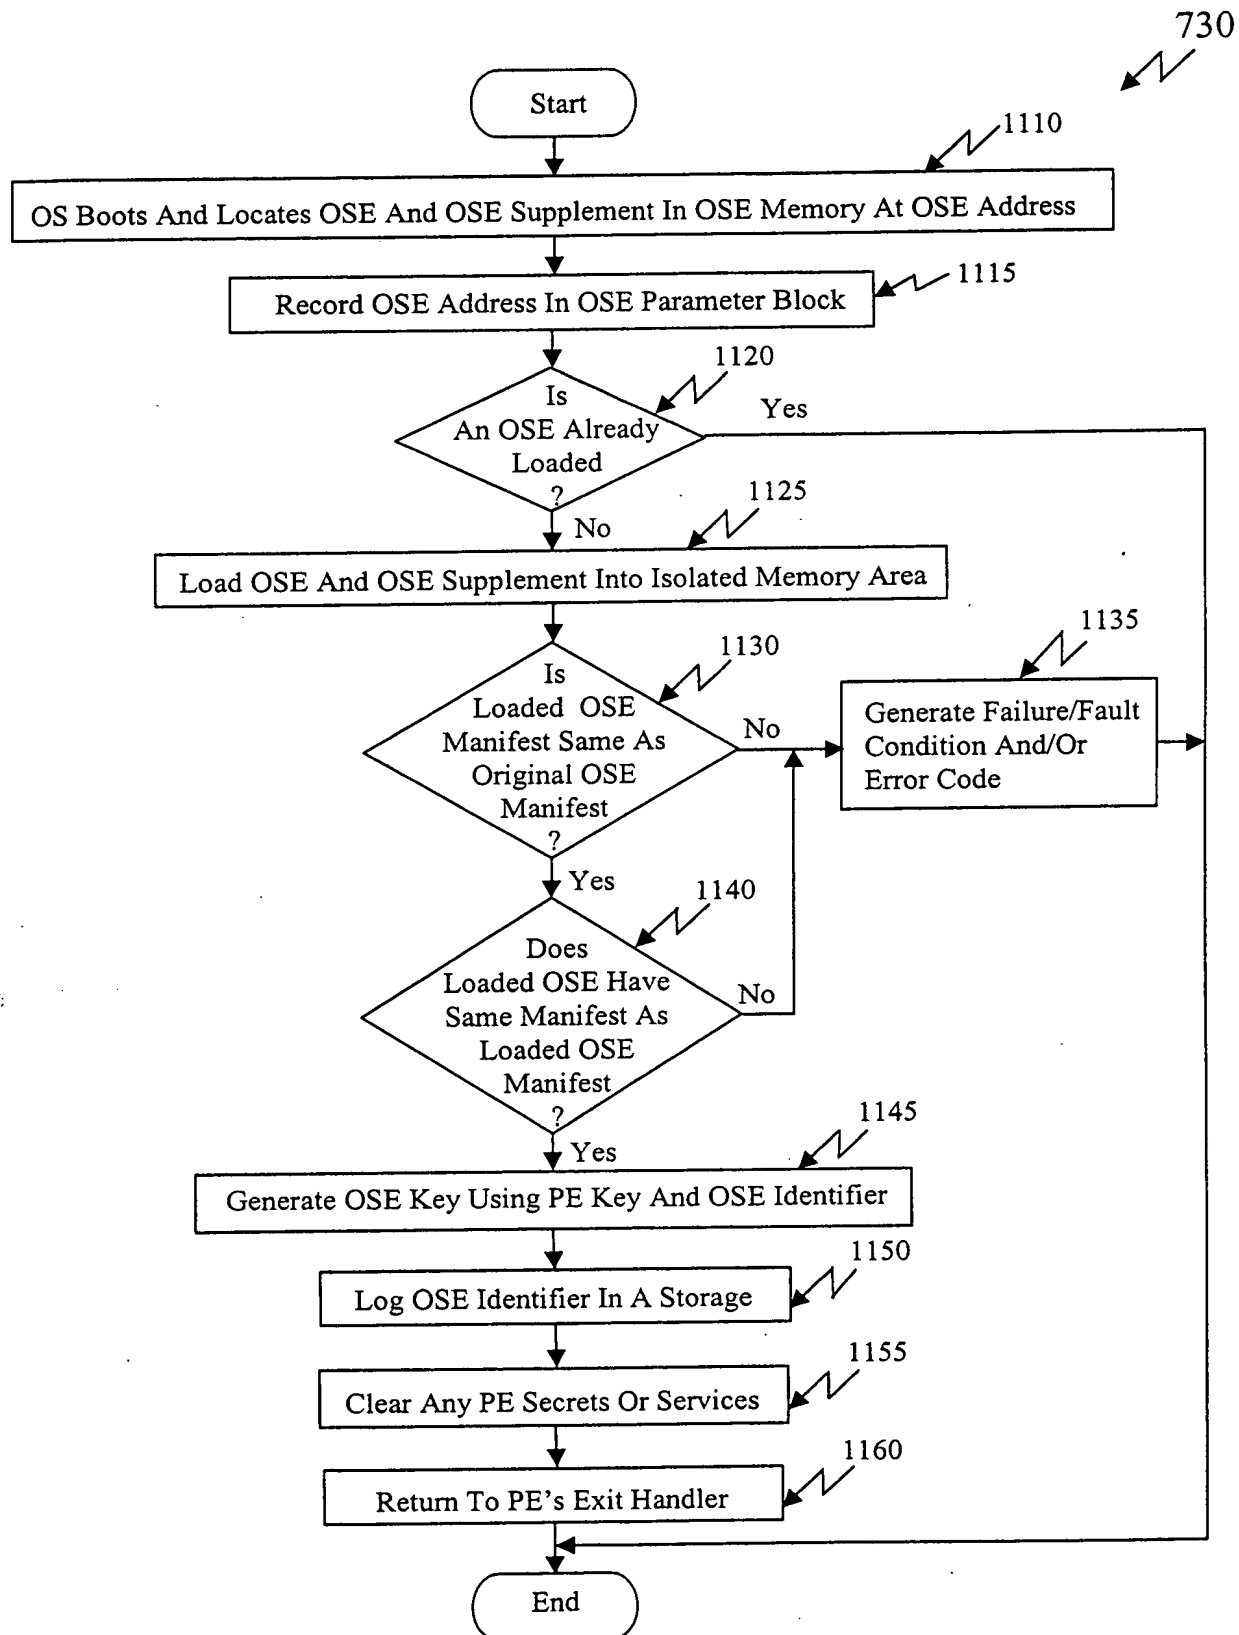 730
Start
1110
OS Boots And Locates OSE And OSE Supplement In OSE Memory At OSE Address
1115
Record OSE Address In OSE Parameter Block
1120
Is
An OSE Already
Loaded
?
Yes
1125
No
Load OSE And OSE Supplement Into Isolated Memory Area
1130
Is
Loaded OSE
Manifest Same As
Original OSE
Manifest
?
No
1135
Generate Failure/Fault
Condition And/Or
Error Code
Yes
1140
Does
Loaded OSE Have
Same Manifest As
Loaded OSE
Manifest
?
No
1145
Yes
Generate OSE Key Using PE Key And OSE Identifier
1150
Log OSE Identifier In A Storage
1155
Clear Any PE Secrets Or Services
1160
Return To PE's Exit Handler
End